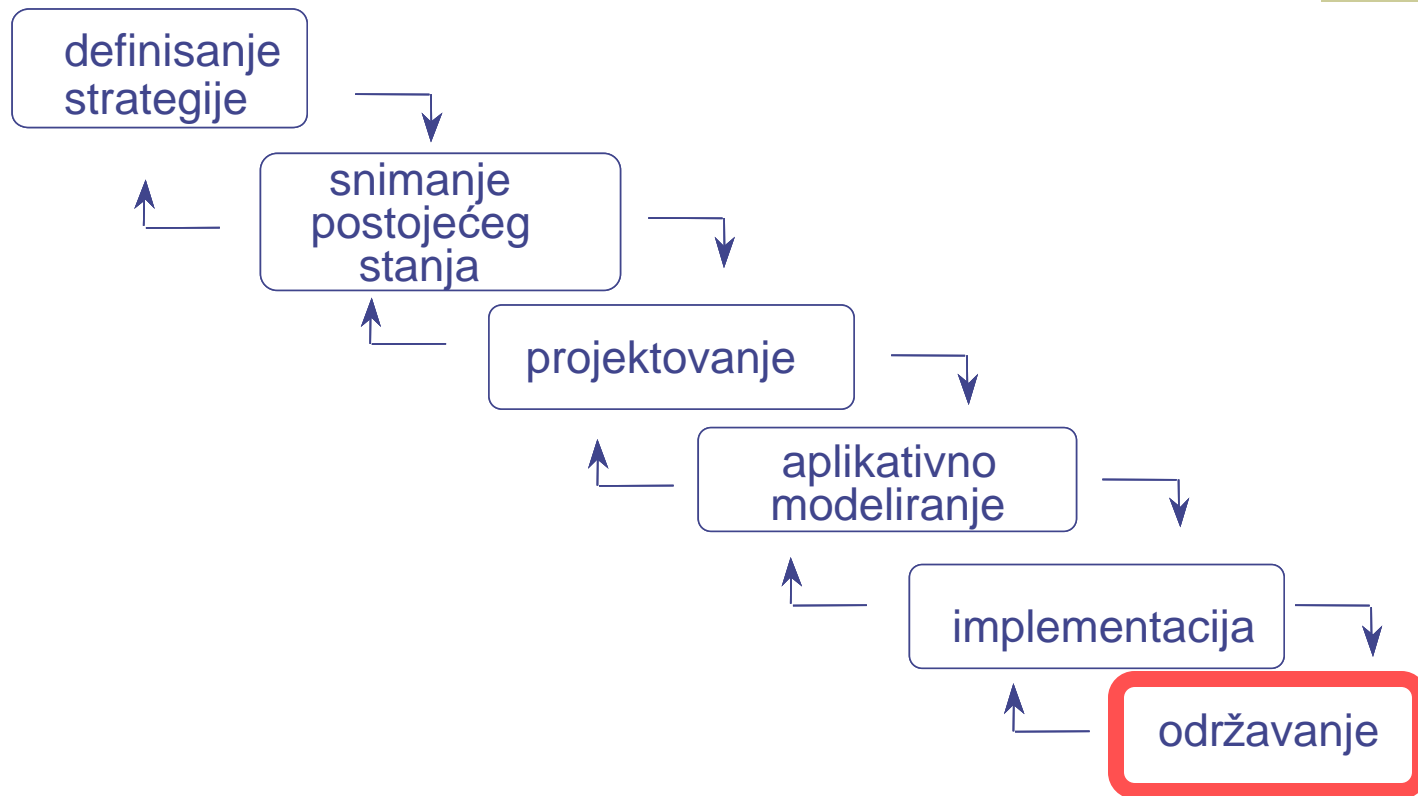 definisanje
strategije
snimanje
postojećeg
stanja
projektovanje
aplikativno
modeliranje
implementacija
održavanje